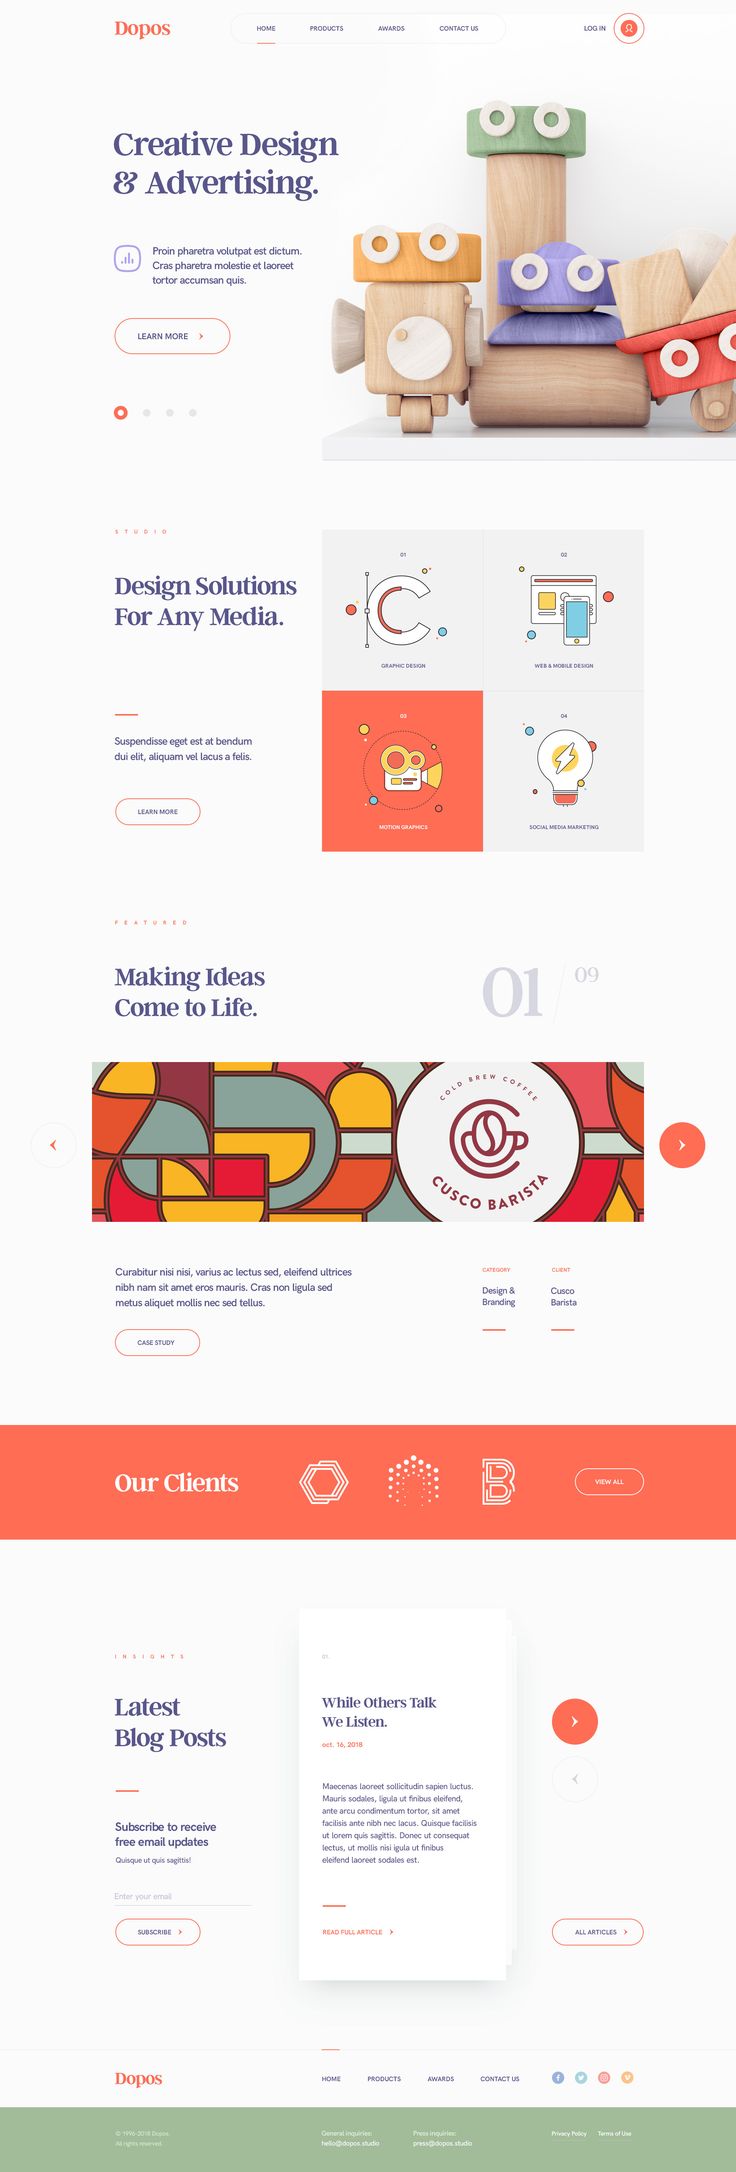 Dopos
HOME
PRODUCTS
AWARDS
CONTACT US
LOG IN
Creative Design
& Advertising.
Proin pharetra volutpat est dictum.
Cras pharetra molestie et laoreet
tortor accumsan quis.
LEARN MORE
STUDIO
Design Solutions
For Any Media.
Suspendisse eget est at bendum
dui elit, aliquam vel lacus a felis.
LEARN MORE
01
GRAPHIC DESIGN
02
WEB & MOBILE DESIGN
03
MOTION GRAPHICS
04
SOCIAL MEDIA MARKETING
FEATURED
Making Ideas
Come to Life.
01
09
COLD BREW COFFEE
CUSCO BARISTA
Curabitur nisi nisi, varius ac lectus sed, eleifend ultrices
nibh nam sit amet eros mauris. Cras non ligula sed
metus aliquet mollis nec sed tellus.
CASE STUDY
CATEGORY
Design &
Branding
CLIENT
Cusco
Barista
Our Clients
B
VIEW ALL
INSIGHTS
Latest
Blog Posts
Subscribe to receive
free email updates
Quisque ut quis sagittis!
Enter your email
SUBSCRIBE
01.
While Others Talk
We Listen.
oct. 16, 2018
Maecenas laoreet sollicitudin sapien luctus.
Mauris sodales, ligula ut finibus eleifend,
ante arcu condimentum tortor, sit amet
facilisis ante nibh nec lacus. Quisque facilisis
ut lorem quis sagittis. Donec ut consequat
lectus, ut mollis nisi igula ut finibus
eleifend laoreet sodales est.
READ FULL ARTICLE
ALL ARTICLES
Dopos
HOME
PRODUCTS
AWARDS
CONTACT US
© 1996-2018 Dopos.
All rights reserved.
General inquiries:
hello@dopos.studio
Press inquiries:
press@dopos.studio
Privacy Policy
Terms of Use